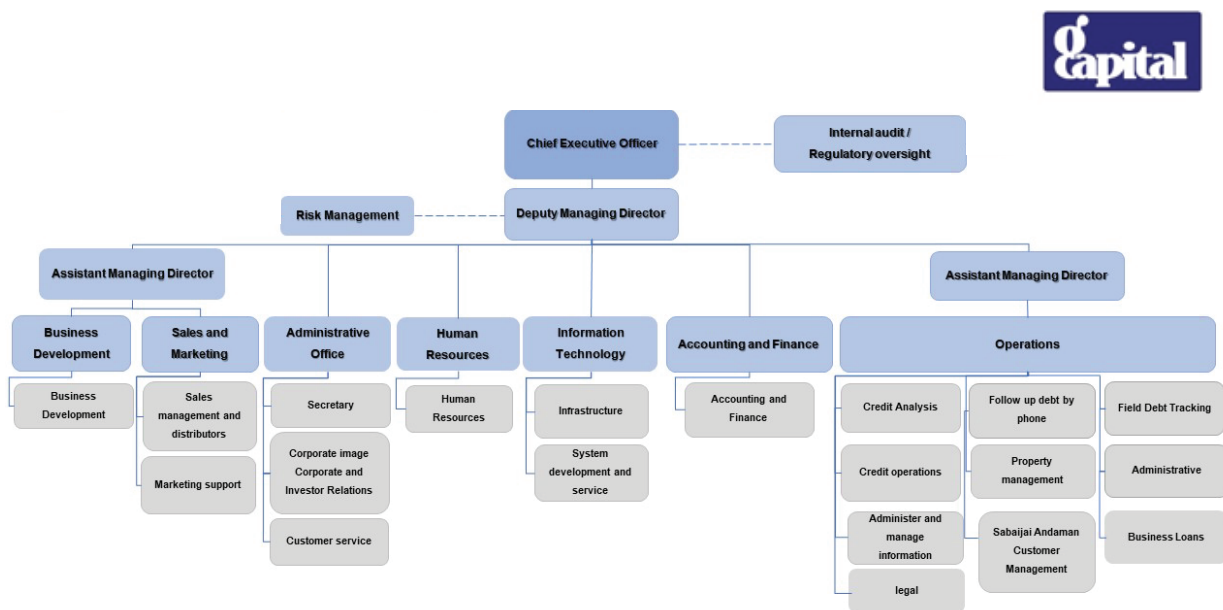 g
Capital
Chief Executive Officer
Internal audit /
Regulatory oversight
Risk Management
Deputy Managing Director
Assistant Managing Director
Assistant Managing Director
Business
Development
Sales and
Marketing
Administrative
Office
Human
Resources
Information
Technology
Accounting and Finance
Operations
Business
Development
Sales
management and
distributors
Marketing support
Secretary
Corporate image
Corporate and
Investor Relations
Customer service
Human
Resources
Infrastructure
System
development and
service
Accounting and
Finance
Credit Analysis
Credit operations
Administer and
manage
information
legal
Follow up debt by
phone
Property
management
Sabaijai Andaman
Customer
Management
Field Debt Tracking
Administrative
Business Loans